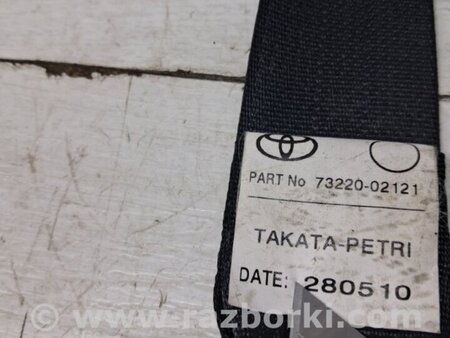 PART No 73220-02121
TAKATA-PETRI
DATE: 280510
www.razborki.com